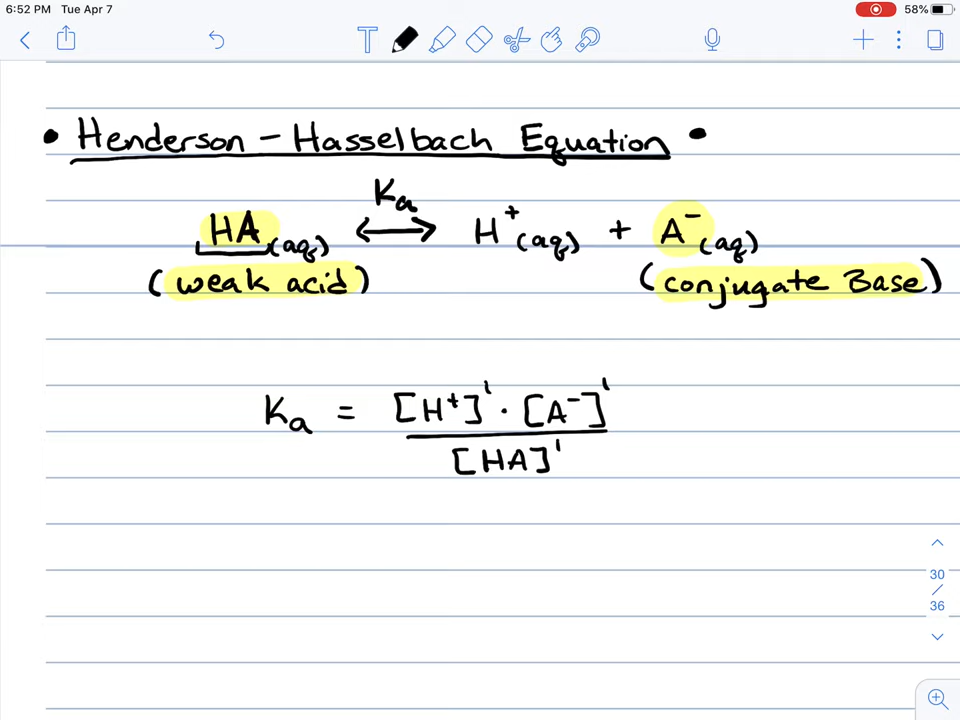 6:52 PM Tue Apr 7 58%
T
• Henderson - Hasselbach Equation •
Ka
HA(aq) ⟷ H⁺(aq) + A⁻(aq)
(weak acid) (conjugate Base)
Ka = [H⁺]¹ · [A⁻]¹
[HA]¹
30
/
36